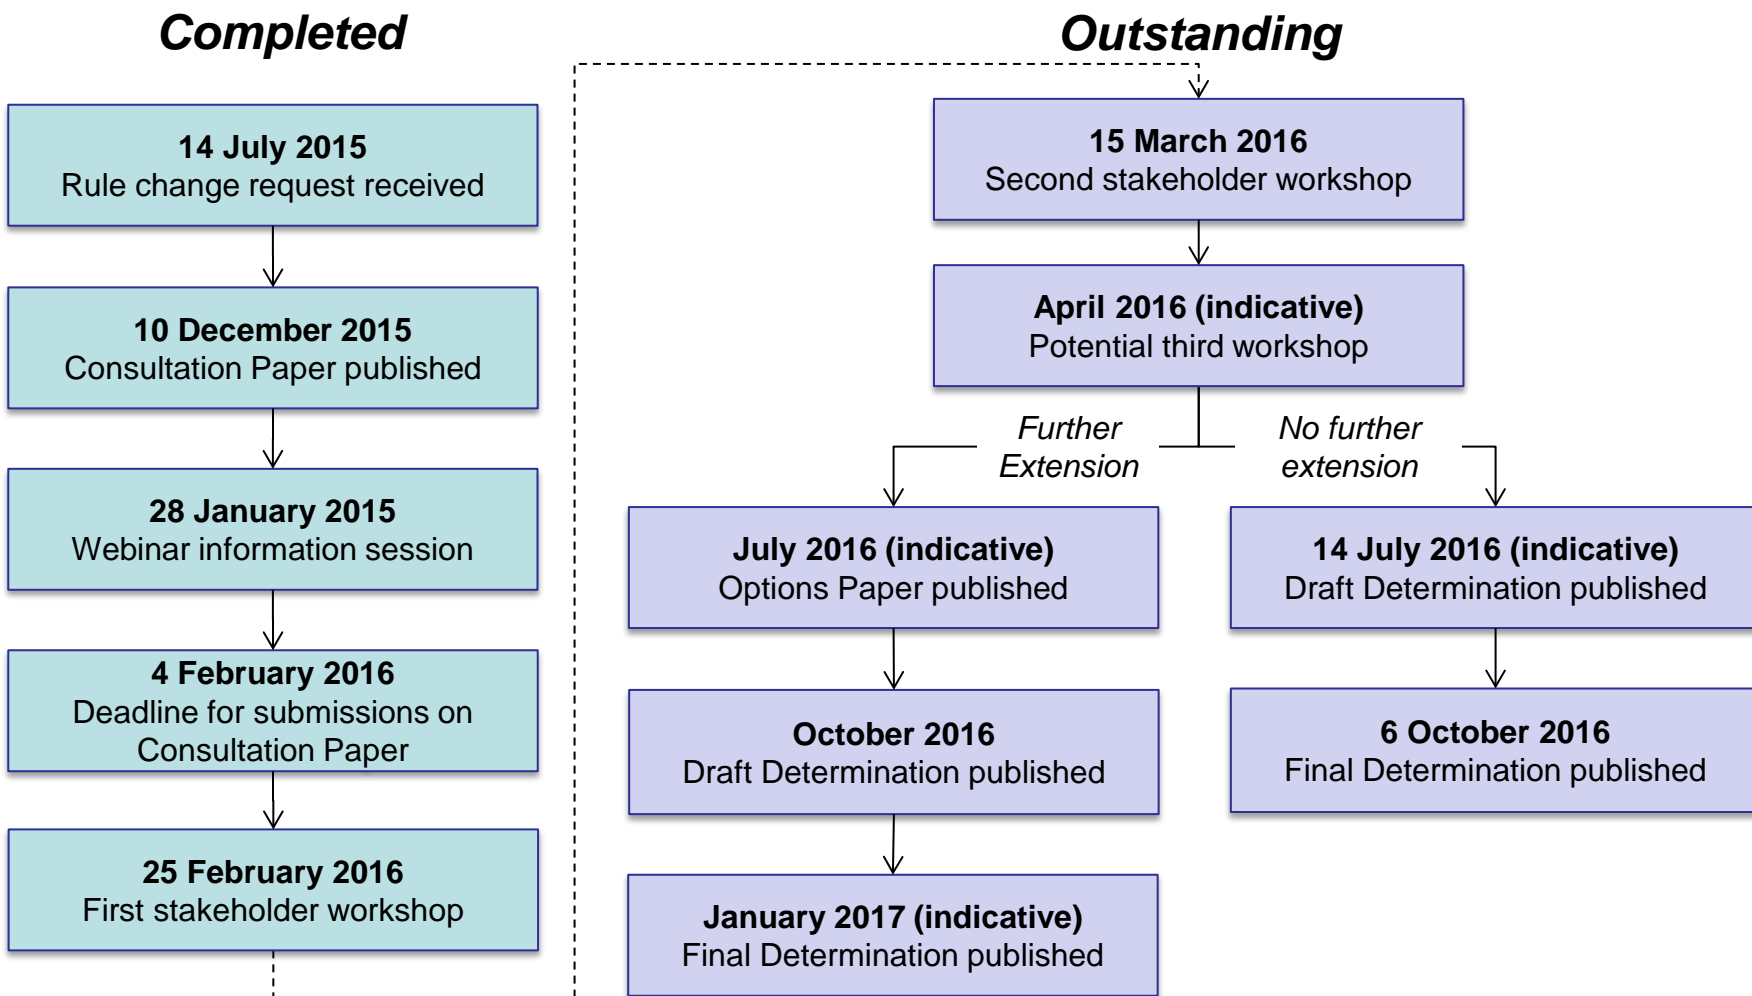 Completed
14 July 2015
Rule change request received
10 December 2015
Consultation Paper published
28 January 2015
Webinar information session
4 February 2016
Deadline for submissions on
Consultation Paper
25 February 2016
First stakeholder workshop
Outstanding
15 March 2016
Second stakeholder workshop
April 2016 (indicative)
Potential third workshop
Further
Extension
No further
extension
July 2016 (indicative)
Options Paper published
October 2016
Draft Determination published
January 2017 (indicative)
Final Determination published
14 July 2016 (indicative)
Draft Determination published
6 October 2016
Final Determination published